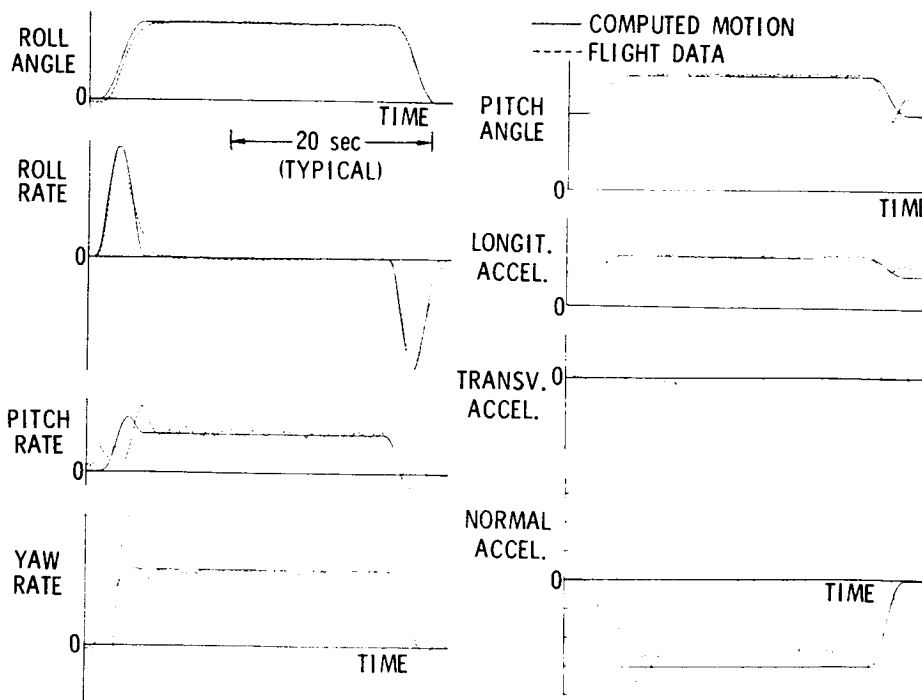 ROLL
ANGLE
0
TIME
20 sec
(TYPICAL)
ROLL
RATE
0
PITCH
RATE
0
YAW
RATE
0
TIME
COMPUTED MOTION
FLIGHT DATA
PITCH
ANGLE
0
TIME
LONGIT.
ACCEL.
0
TRANSV.
ACCEL.
0
NORMAL
ACCEL.
0
TIME